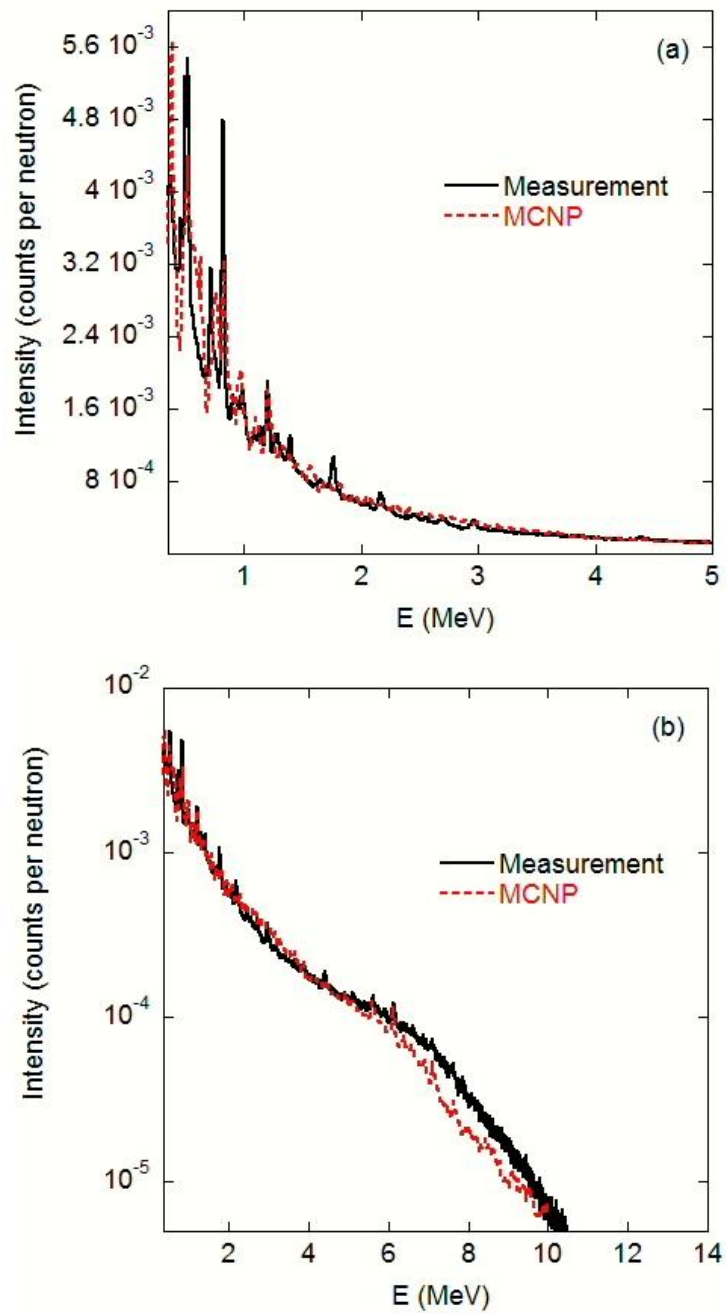 (a)
5.6 10⁻³
4.8 10⁻³
4 10⁻³
3.2 10⁻³
2.4 10⁻³
1.6 10⁻³
8 10⁻⁴
Intensity (counts per neutron)
Measurement
MCNP
1 2 3 4 5
E (MeV)
(b)
10⁻²
10⁻³
10⁻⁴
10⁻⁵
Intensity (counts per neutron)
Measurement
MCNP
2 4 6 8 10 12 14
E (MeV)